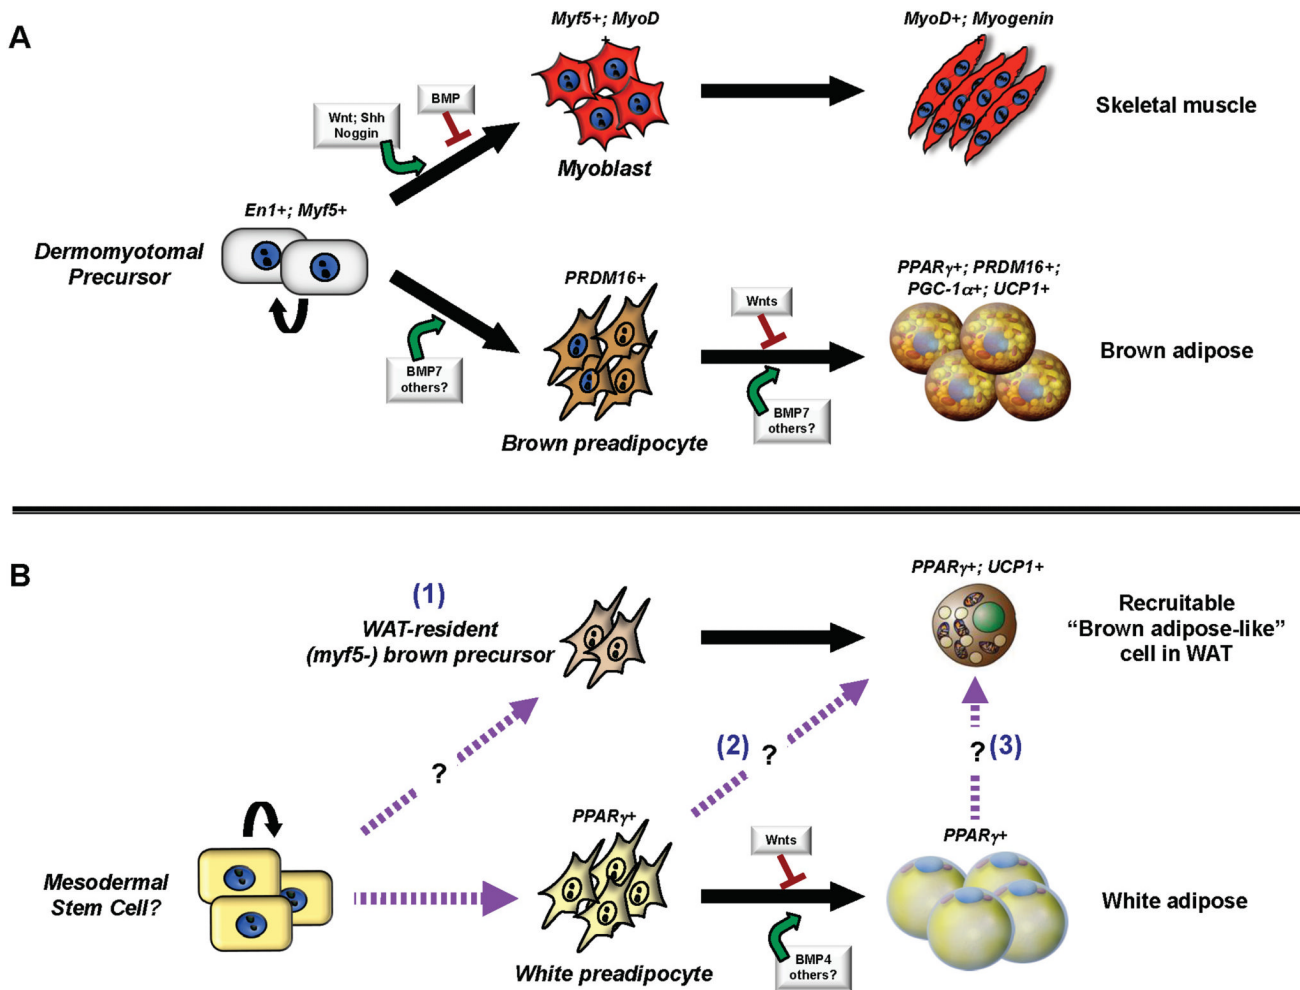 A
Myf5+; MyoD
+
MyoD+; Myogenin
+
BMP
Wnt; Shh
Noggin
Skeletal muscle
Myoblast
En1+; Myf5+
Dermomyotomal
Precursor
PRDM16+
Wnts
PPARγ+; PRDM16+;
PGC-1α+; UCP1+
Brown adipose
BMP7
others?
BMP7
others?
Brown preadipocyte
B
(1)
WAT-resident
(myf5-) brown precursor
PPARγ+; UCP1+
Recruitable
“Brown adipose-like”
cell in WAT
?
(2)
?
? (3)
PPARγ+
Wnts
PPARγ+
Mesodermal
Stem Cell?
White adipose
BMP4
others?
White preadipocyte